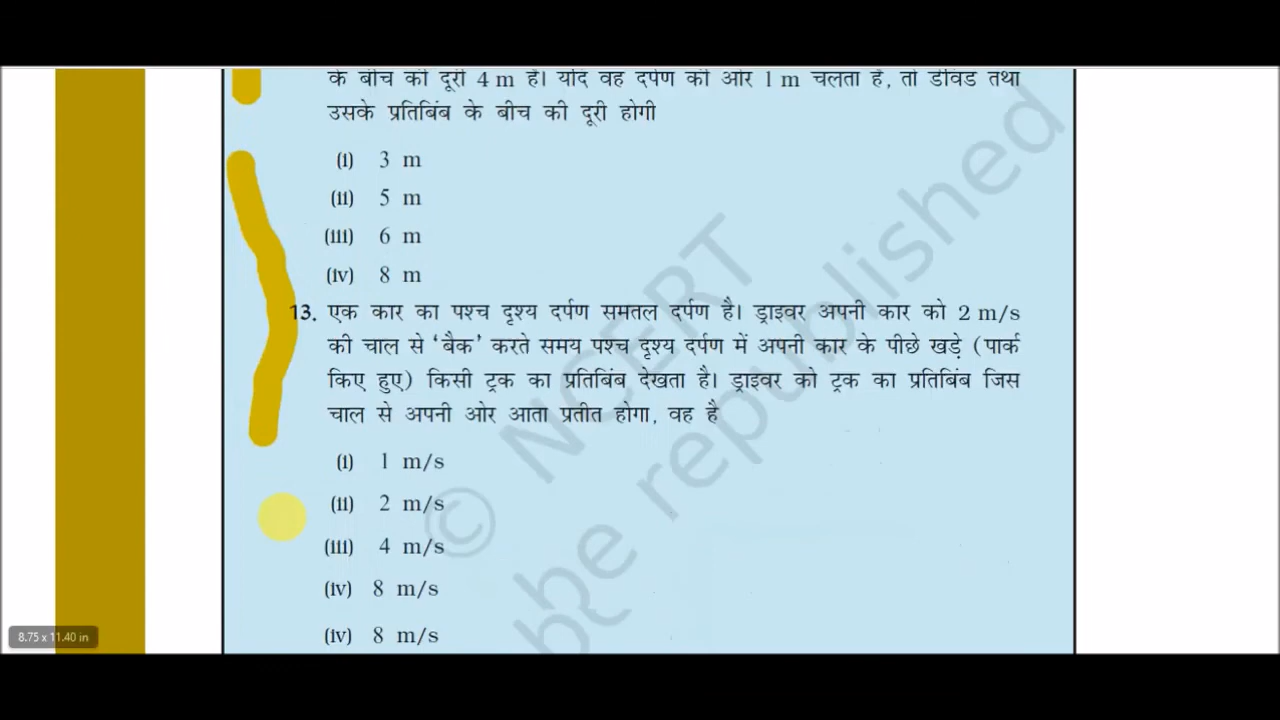 के बीच की दूरी 4 m है। यदि वह दर्पण की ओर 1 m चलता है, तो डेविड तथा
उसके प्रतिबिंब के बीच की दूरी होगी
(i) 3 m
(ii) 5 m
(iii) 6 m
(iv) 8 m
13. एक कार का पश्च दृश्य दर्पण समतल दर्पण है। ड्राइवर अपनी कार को 2 m/s
की चाल से ‘बैक’ करते समय पश्च दृश्य दर्पण में अपनी कार के पीछे खड़े (पार्क
किए हुए) किसी ट्रक का प्रतिबिंब देखता है। ड्राइवर को ट्रक का प्रतिबिंब जिस
चाल से अपनी ओर आता प्रतीत होगा, वह है
(i) 1 m/s
(ii) 2 m/s
(iii) 4 m/s
(iv) 8 m/s
(iv) 8 m/s
© NCERT
be republished
8.75 x 11.40 in